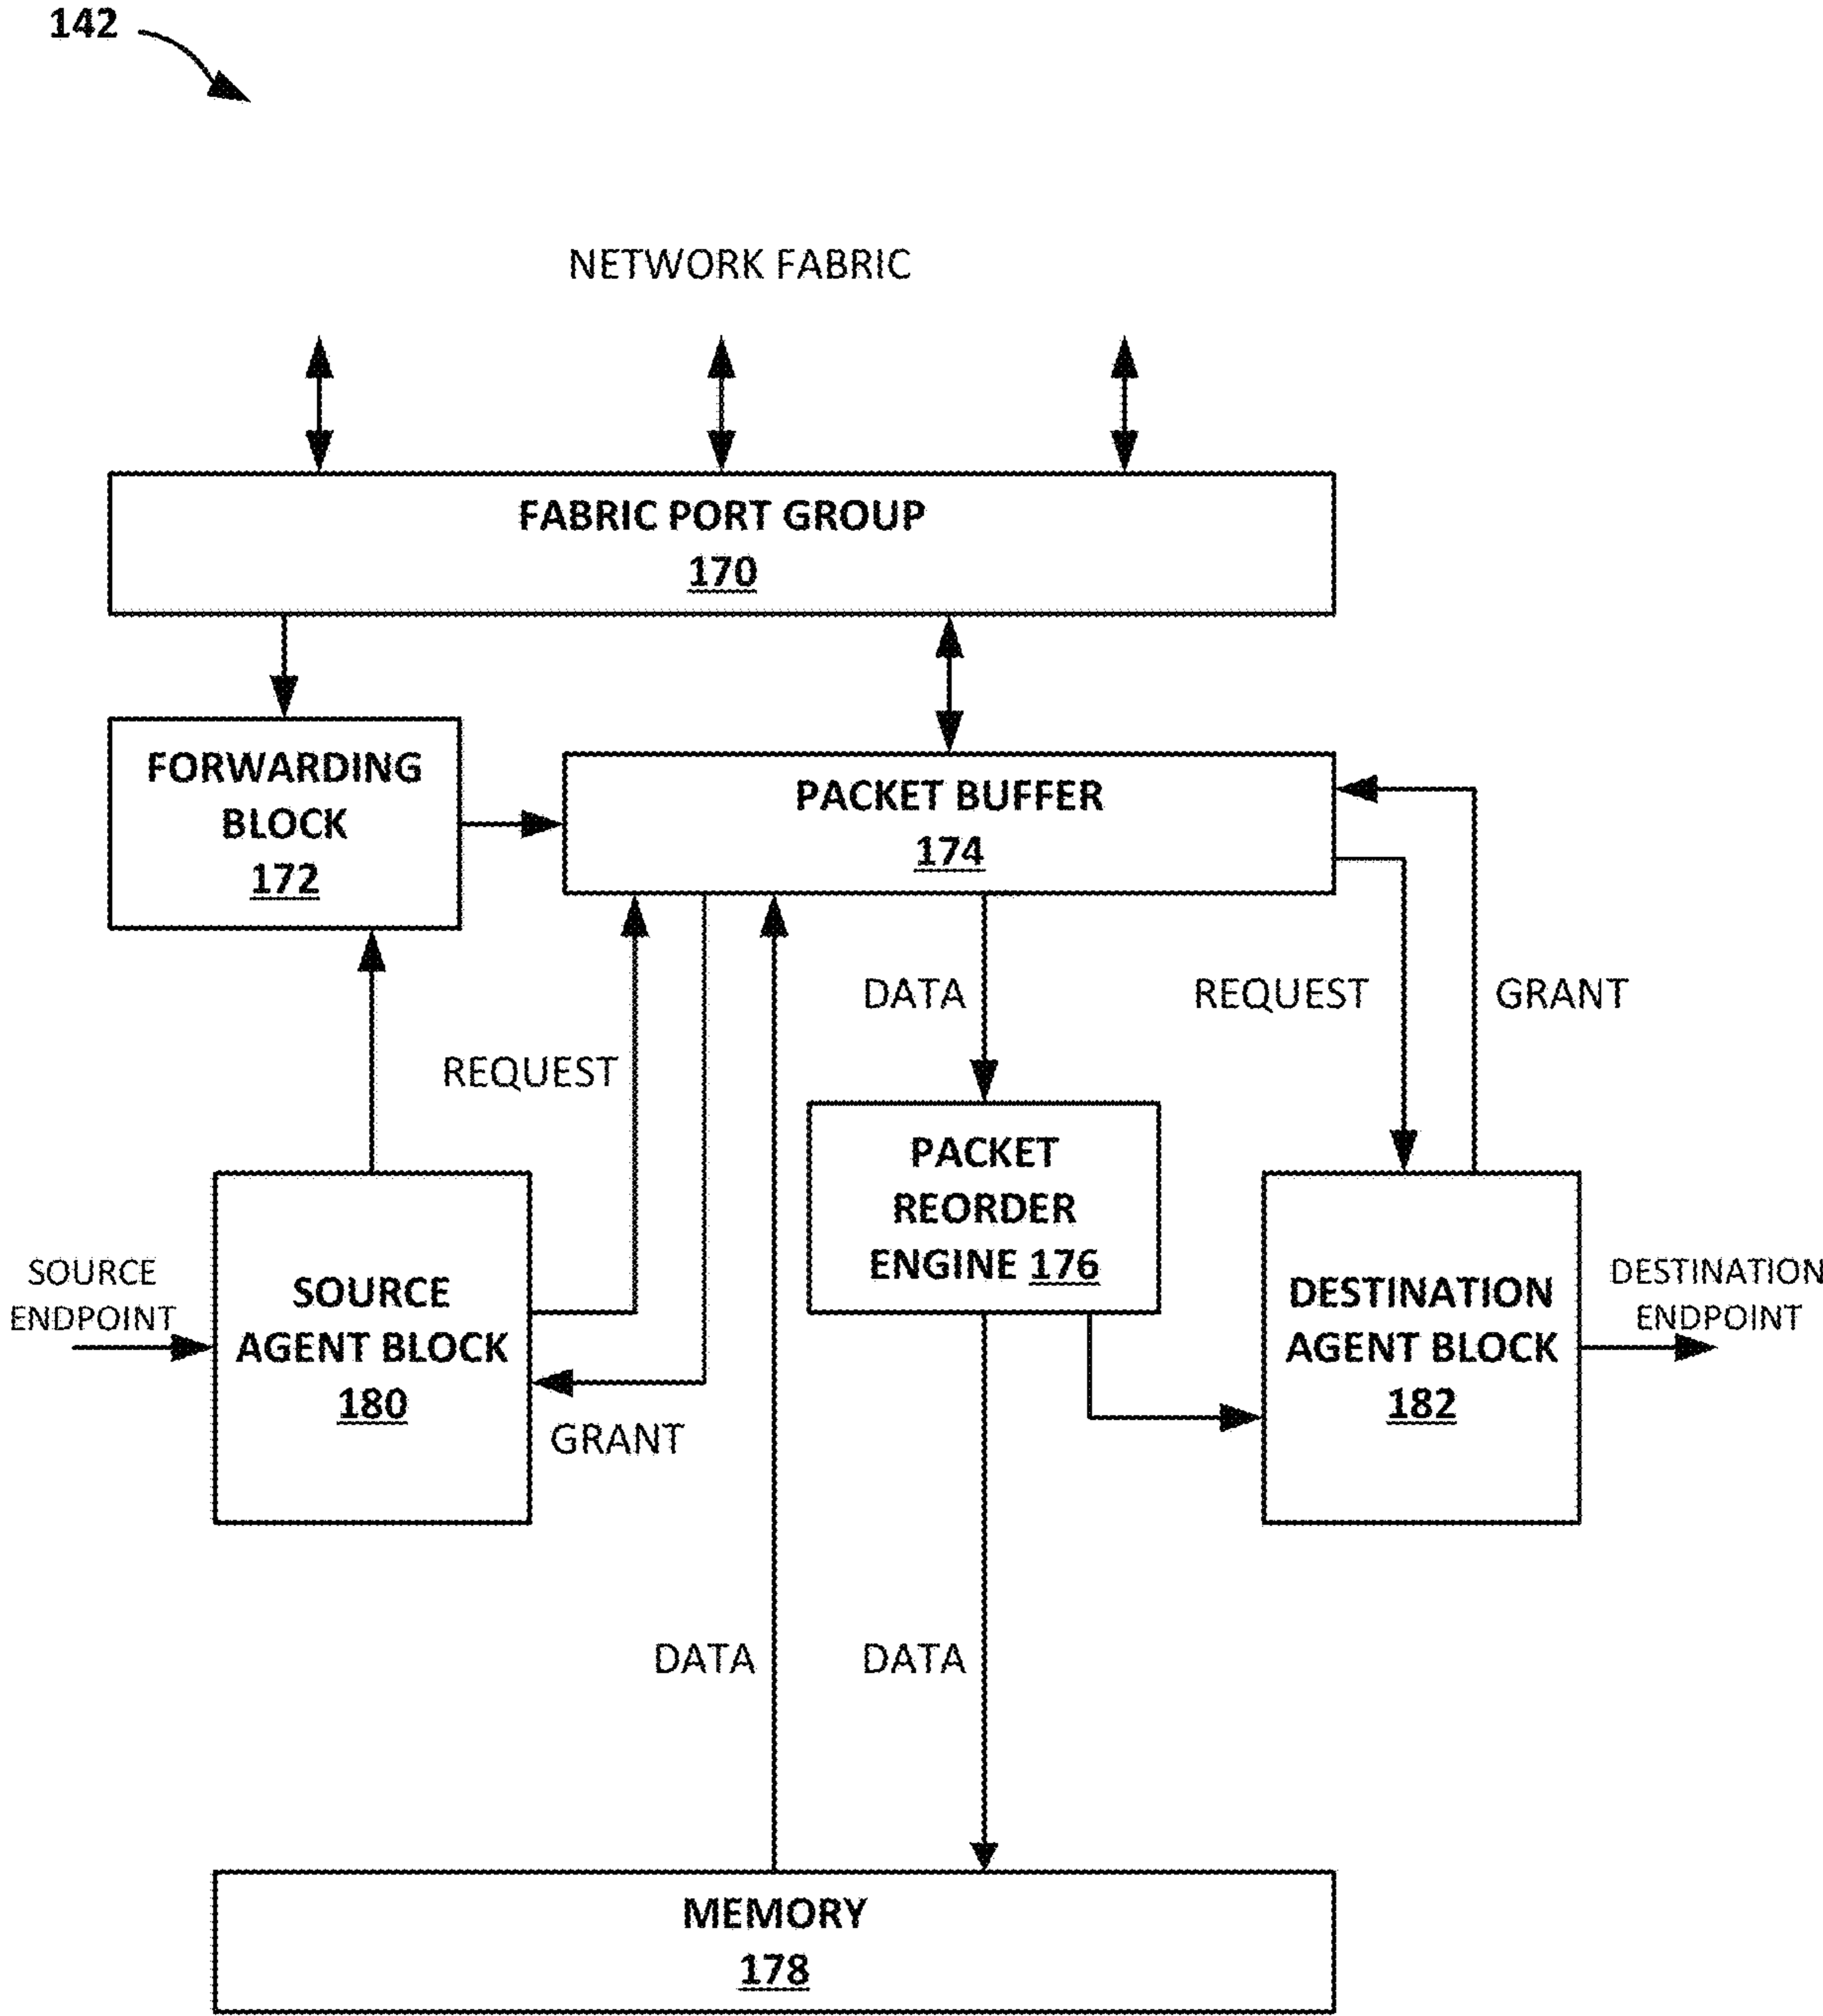 142
NETWORK FABRIC
FABRIC PORT GROUP
170
FORWARDING
BLOCK
172
PACKET BUFFER
174
DATA
REQUEST
GRANT
REQUEST
PACKET
REORDER
ENGINE 176
SOURCE
ENDPOINT
SOURCE
AGENT BLOCK
180
GRANT
DESTINATION
AGENT BLOCK
182
DESTINATION
ENDPOINT
DATA
DATA
MEMORY
178